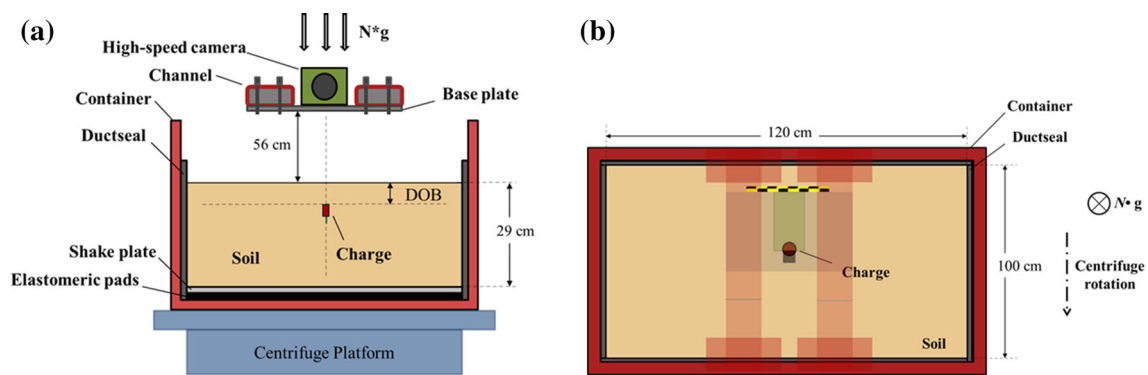 (a)
N*g
High-speed camera
Channel
Container
Base plate
Ductseal
56 cm
DOB
29 cm
Charge
Shake plate
Soil
Elastomeric pads
Centrifuge Platform
(b)
Container
120 cm
Ductseal
N• g
Charge
Centrifuge
rotation
100 cm
Soil